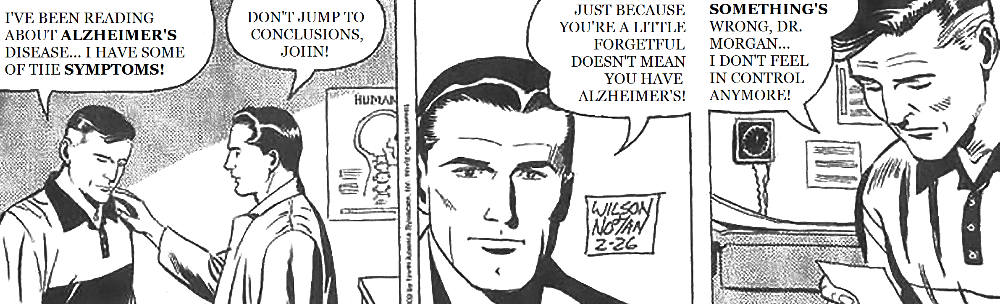 I'VE BEEN READING
ABOUT ALZHEIMER'S
DISEASE... I HAVE SOME
OF THE SYMPTOMS!
DON'T JUMP TO
CONCLUSIONS,
JOHN!
HUMAN
JUST BECAUSE
YOU'RE A LITTLE
FORGETFUL
DOESN'T MEAN
YOU HAVE
ALZHEIMER'S!
WILSON
NOLAN
2-26
SOMETHING'S
WRONG, DR.
MORGAN...
I DON'T FEEL
IN CONTROL
ANYMORE!